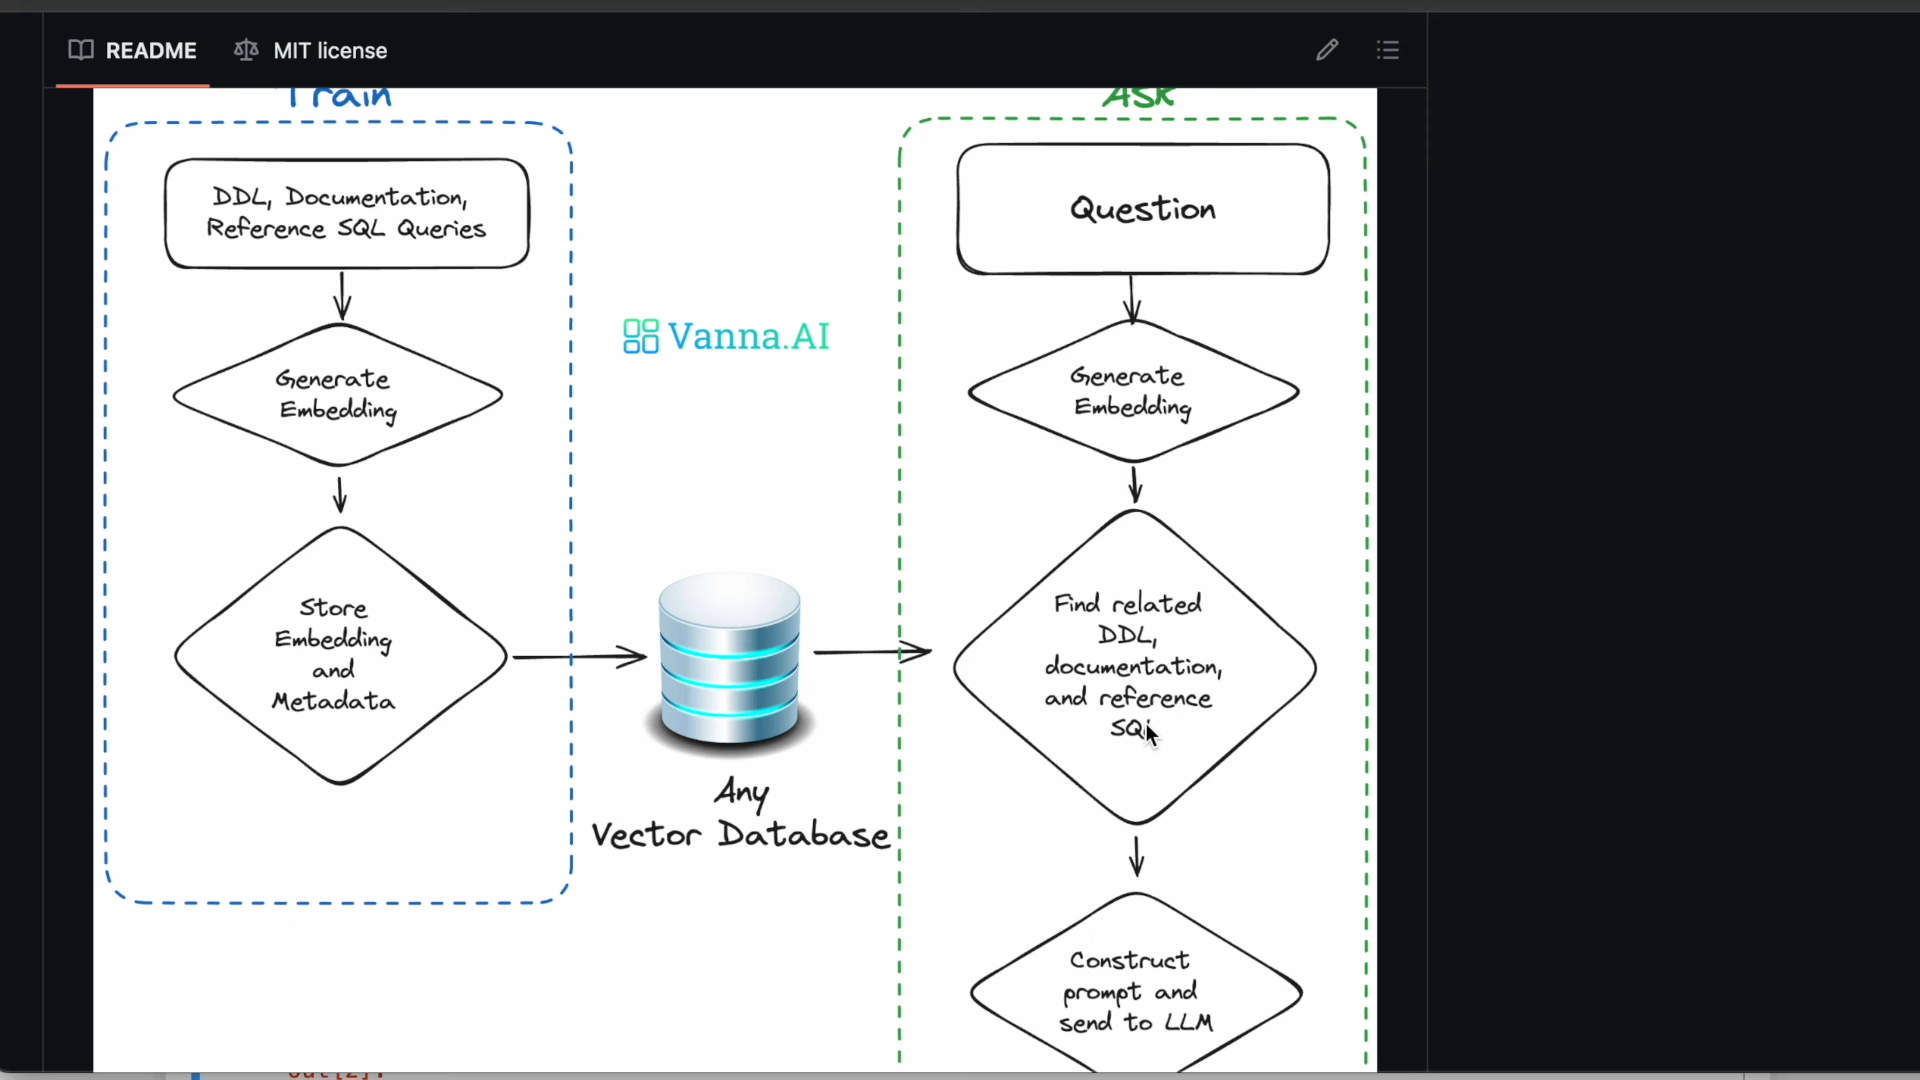 README
MIT license
Train
Ask
DDL, Documentation,
Reference SQL Queries
Generate
Embedding
Store
Embedding
and
Metadata
Vanna.AI
Any
Vector Database
Question
Generate
Embedding
Find related
DDL,
documentation,
and reference
SQL
Construct
prompt and
send to LLM